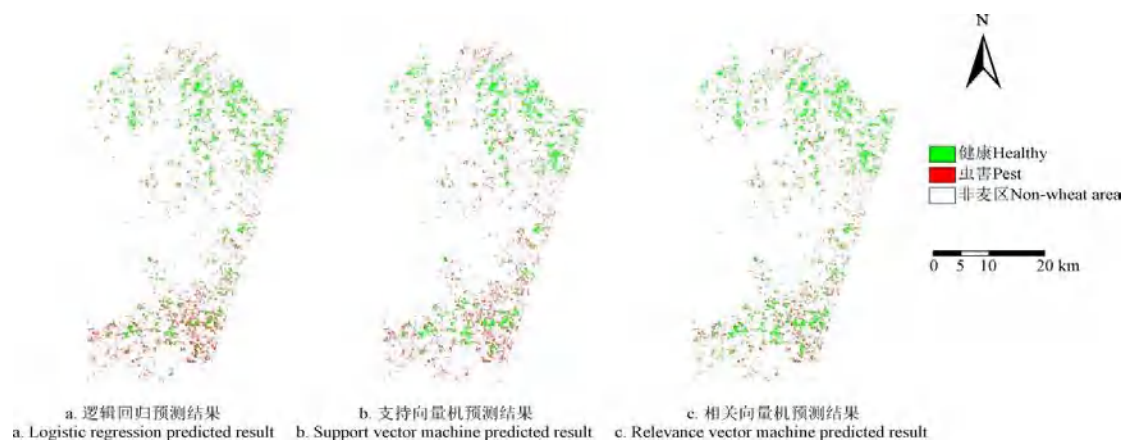 N
健康Healthy
虫害Pest
非麦区Non-wheat area
0 5 10 20 km
a. 逻辑回归预测结果
b. 支持向量机预测结果
c. 相关向量机预测结果
a. Logistic regression predicted result
b. Support vector machine predicted result
c. Relevance vector machine predicted result